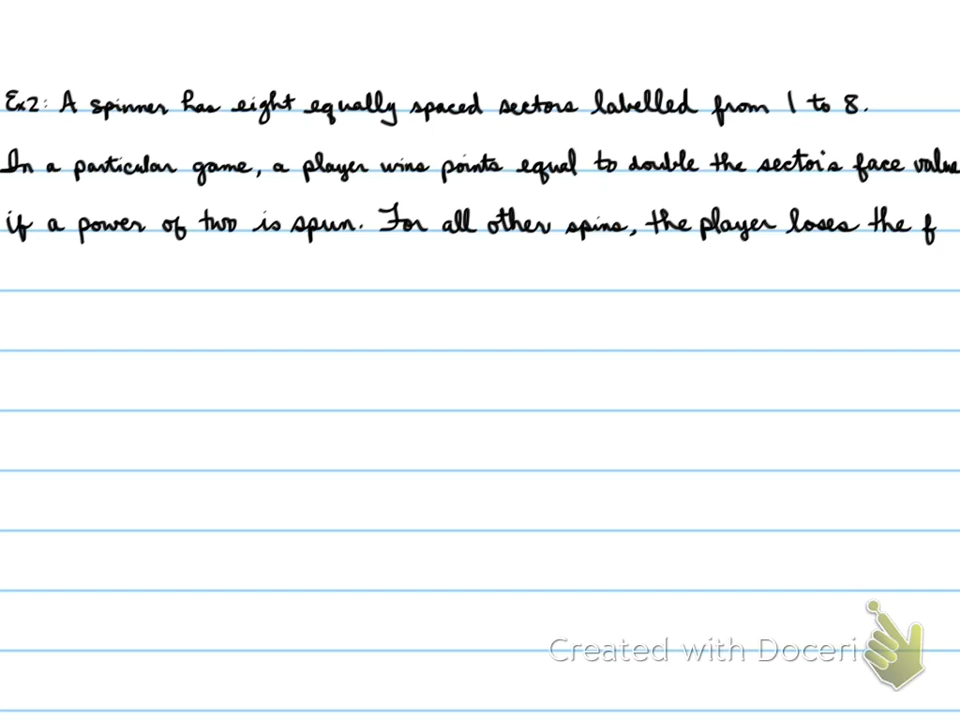 Ex2: A spinner has eight equally spaced sectors labelled from 1 to 8.
In a particular game, a player wins points equal to double the sector's face value
if a power of two is spun. For all other spins, the player loses the f
Created with Doceri